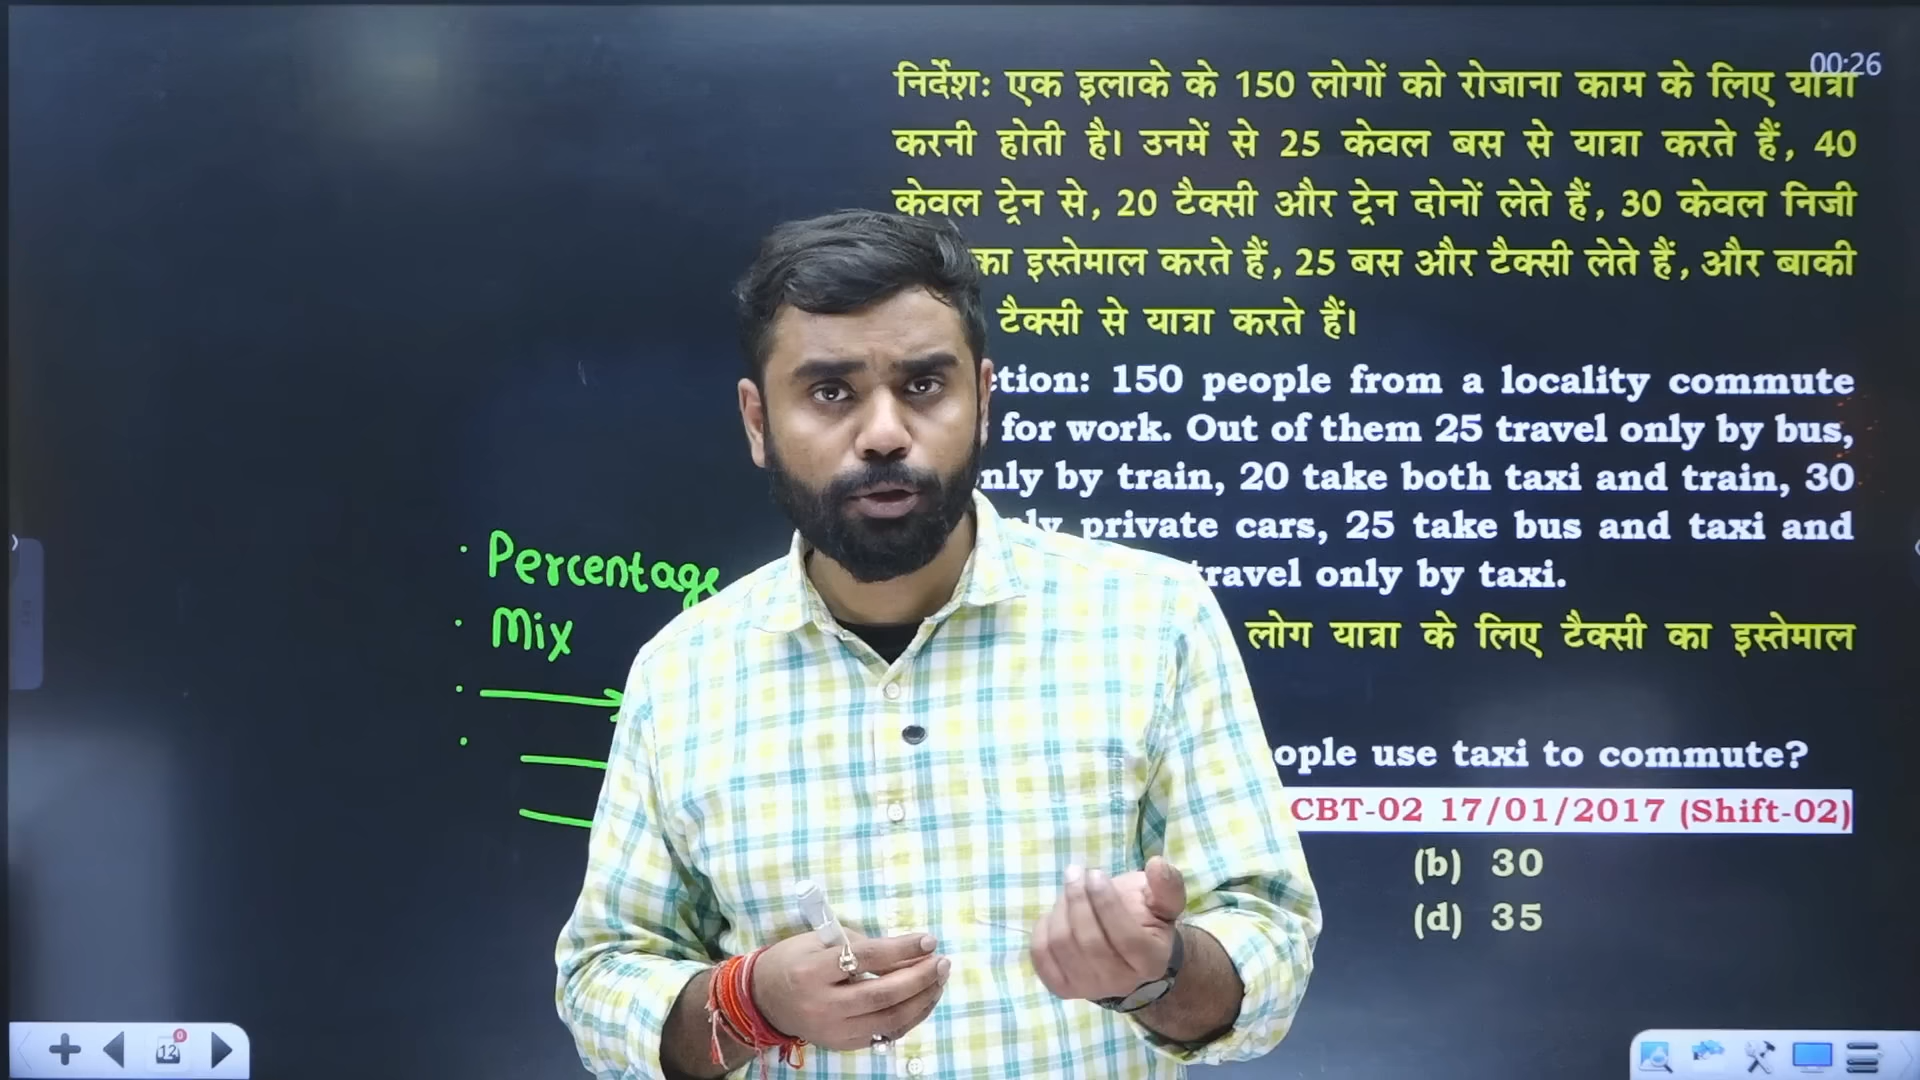 00:26
निर्देश: एक इलाके के 150 लोगों को रोजाना काम के लिए यात्रा
करनी होती है। उनमें से 25 केवल बस से यात्रा करते हैं, 40
केवल ट्रेन से, 20 टैक्सी और ट्रेन दोनों लेते हैं, 30 केवल निजी
का इस्तेमाल करते हैं, 25 बस और टैक्सी लेते हैं, और बाकी
टैक्सी से यात्रा करते हैं।
ction: 150 people from a locality commute
for work. Out of them 25 travel only by bus,
nly by train, 20 take both taxi and train, 30
nly private cars, 25 take bus and taxi and
travel only by taxi.
· Percentage
· Mix
लोग यात्रा के लिए टैक्सी का इस्तेमाल
ople use taxi to commute?
CBT-02 17/01/2017 (Shift-02)
(b) 30
(d) 35
12
0